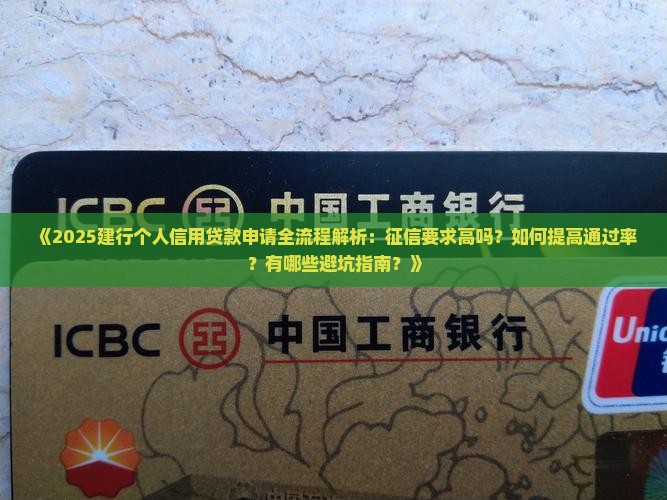 ICBC 中国工商银行
《2025建行个人信用贷款申请全流程解析：征信要求高吗？如何提高通过率
？有哪些避坑指南？》
ICBC 中国工商银行
Unio